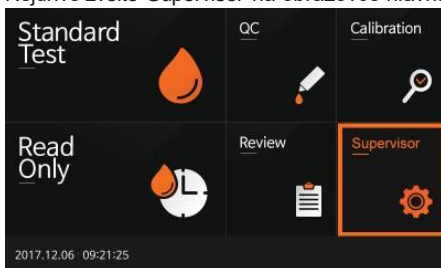 Standard
Test
QC
Calibration
Read
Only
Review
Supervisor
2017.12.06 09:21:25